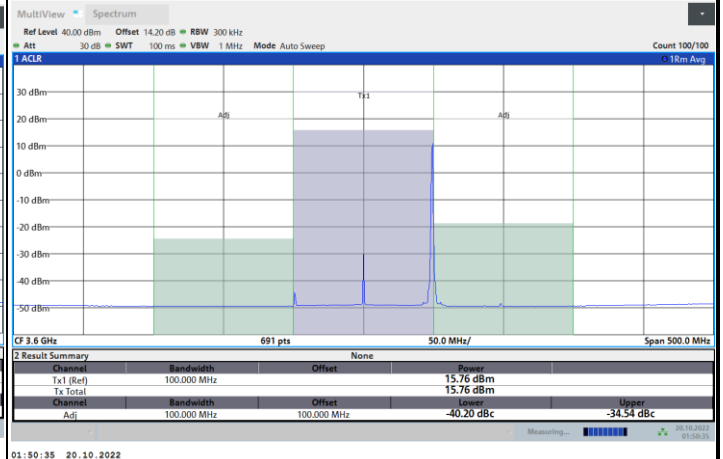 MultiView Spectrum
Ref Level 40.00 dBm Offset 14.20 dB RBW 300 kHz
Att 30 dB SWT 100 ms VBW 1 MHz Mode Auto Sweep Count 100/100
1 ACLR 1Rm Avg
Tx1
Adj Adj
30 dBm
20 dBm
10 dBm
0 dBm
-10 dBm
-20 dBm
-30 dBm
-40 dBm
-50 dBm
CF 3.6 GHz 691 pts 50.0 MHz/ Span 500.0 MHz
2 Result Summary None
Channel Bandwidth Offset Power
Tx1 (Ref) 100.000 MHz 15.76 dBm
Tx Total 15.76 dBm
Channel Bandwidth Offset Lower Upper
Adj 100.000 MHz 100.000 MHz -40.20 dBc -34.54 dBc
Measuring... 20.10.2022
01:50:35
01:50:35 20.10.2022